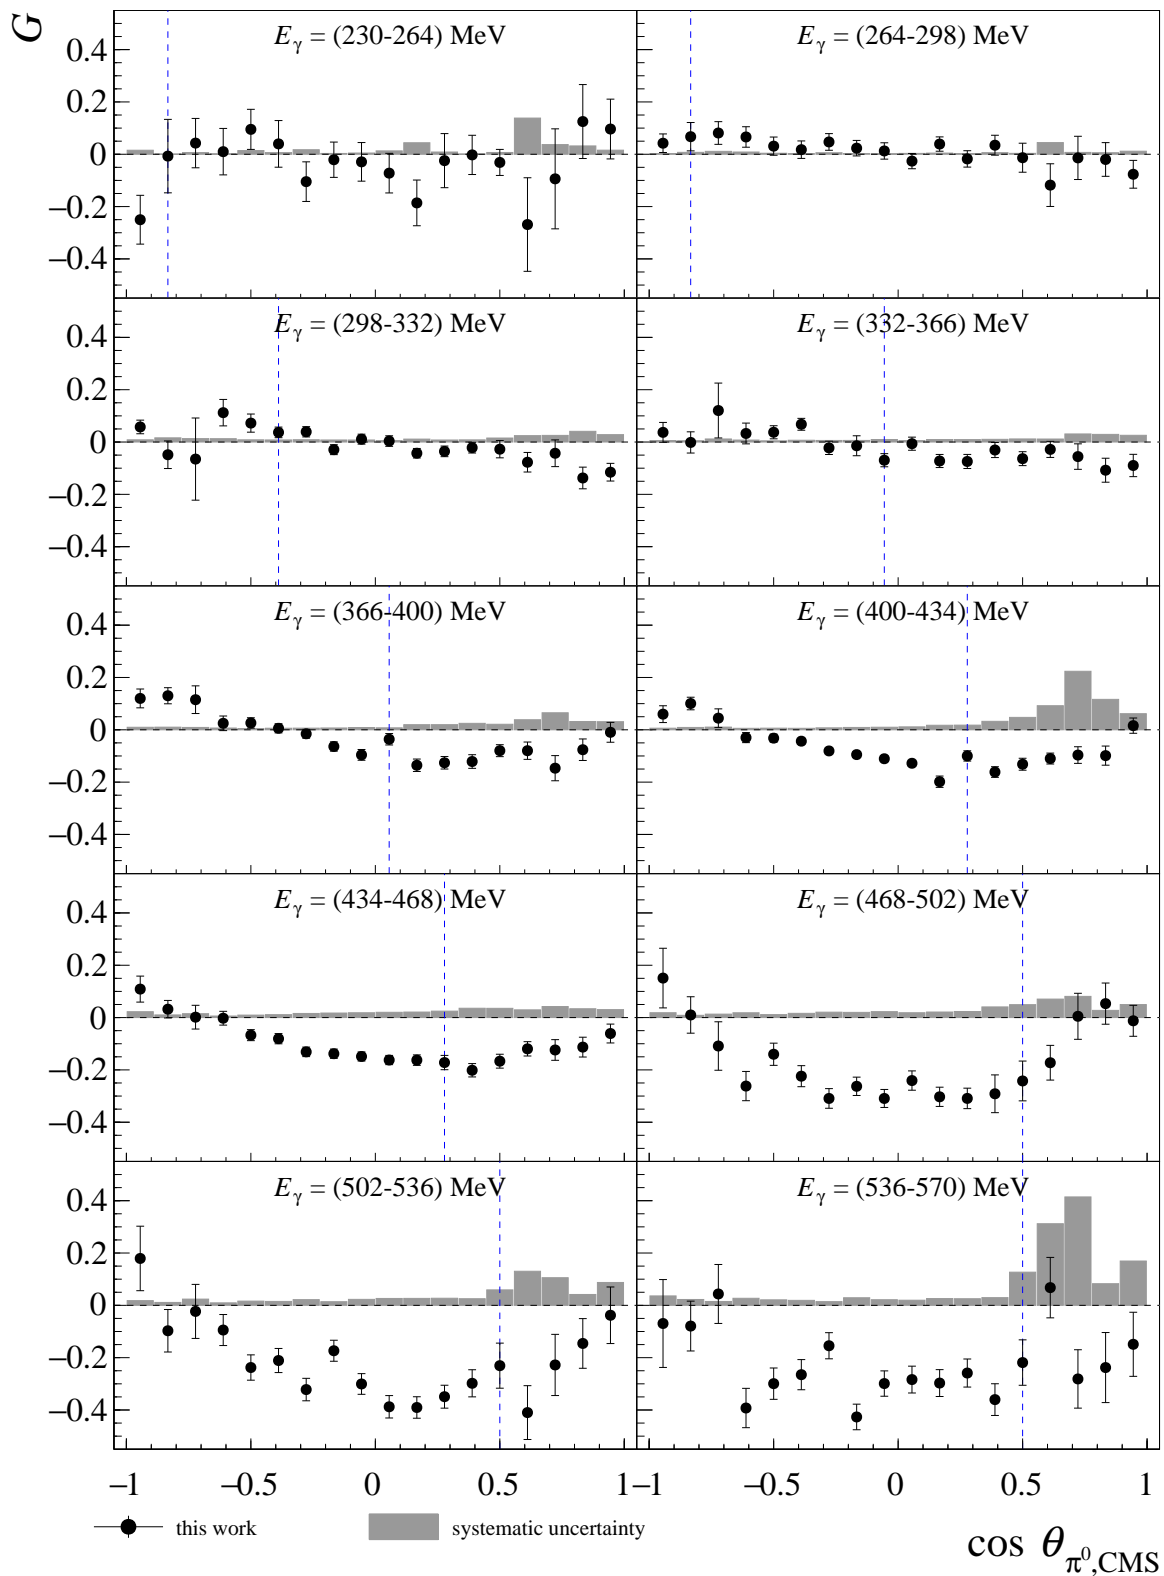 G
E_γ = (230-264) MeV
E_γ = (264-298) MeV
0.4
0.2
0
−0.2
−0.4
E_γ = (298-332) MeV
E_γ = (332-366) MeV
0.4
0.2
0
−0.2
−0.4
E_γ = (366-400) MeV
E_γ = (400-434) MeV
0.4
0.2
0
−0.2
−0.4
E_γ = (434-468) MeV
E_γ = (468-502) MeV
0.4
0.2
0
−0.2
−0.4
E_γ = (502-536) MeV
E_γ = (536-570) MeV
0.4
0.2
0
−0.2
−0.4
−1 −0.5 0 0.5 1 −1 −0.5 0 0.5 1
this work systematic uncertainty
cos θ_π⁰,CMS